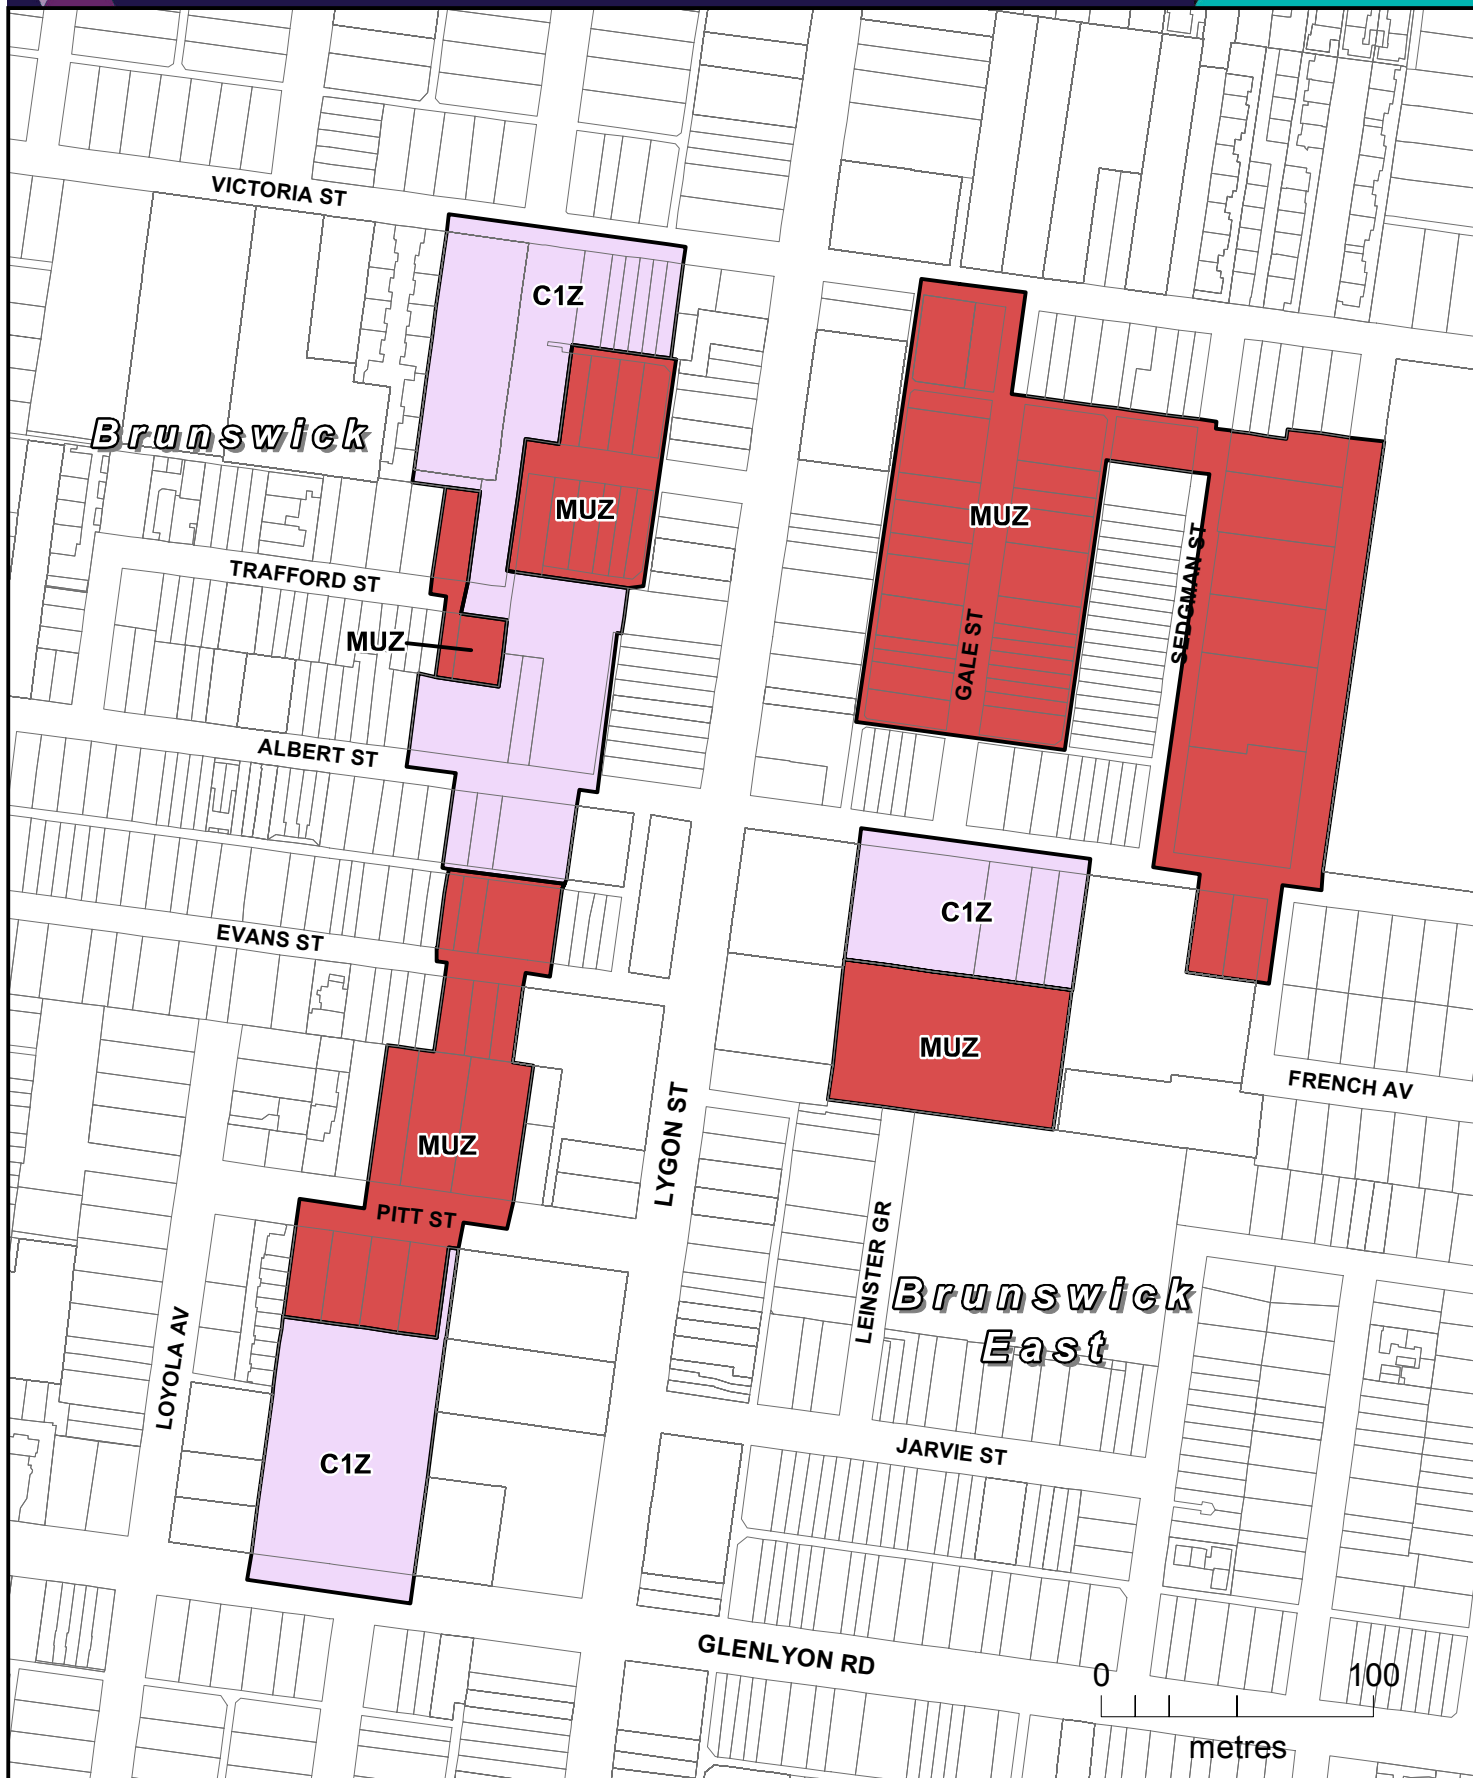 VICTORIA ST
C1Z
Brunswick
MUZ
MUZ
SEDGMAN ST
TRAFFORD ST
MUZ
GALE ST
ALBERT ST
C1Z
EVANS ST
MUZ
FRENCH AV
MUZ
LYGON ST
PITT ST
LEINSTER GR
Brunswick
East
LOYOLA AV
C1Z
JARVIE ST
GLENLYON RD
0 100
metres